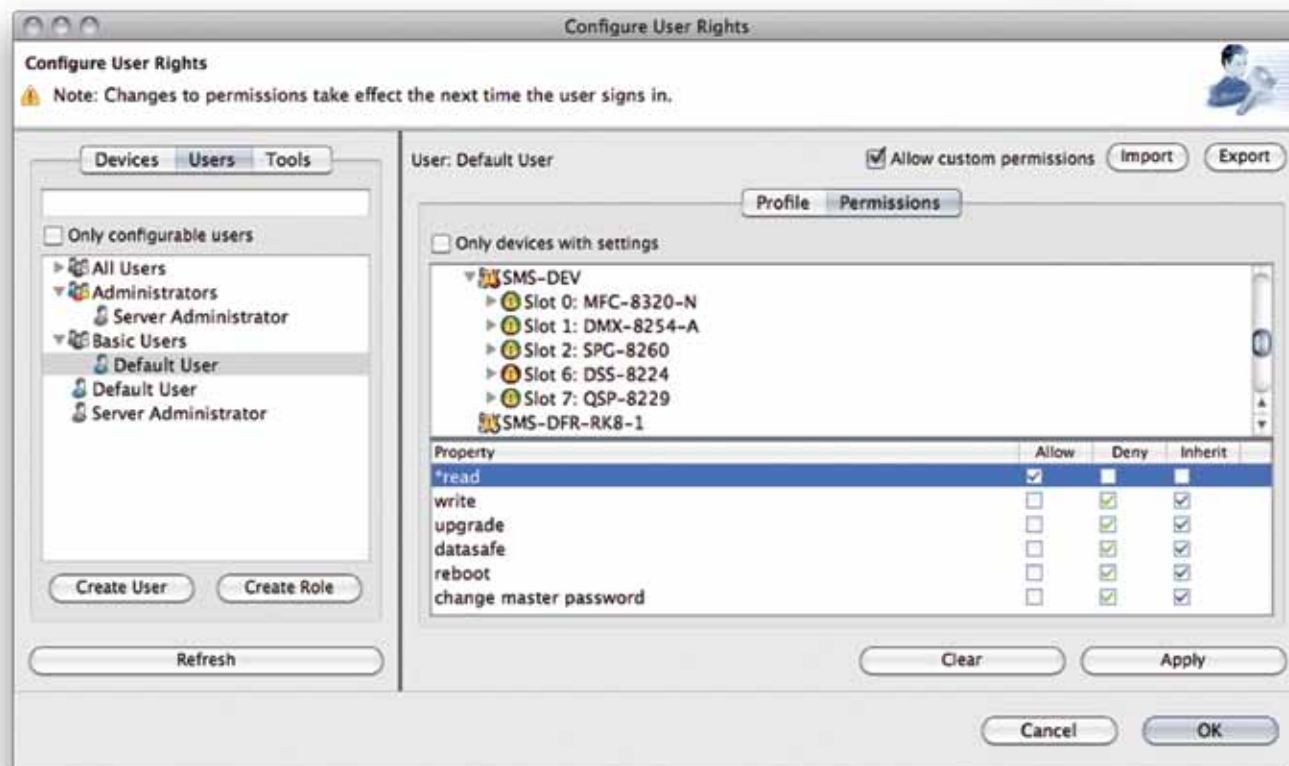 Configure User Rights
Configure User Rights
Note: Changes to permissions take effect the next time the user signs in.
Devices Users Tools
Only configurable users
All Users
Administrators
Server Administrator
Basic Users
Default User
Default User
Server Administrator
Create User Create Role
Refresh
User: Default User Allow custom permissions Import Export
Profile Permissions
Only devices with settings
SMS-DEV
Slot 0: MFC-8320-N
Slot 1: DMX-8254-A
Slot 2: SPG-8260
Slot 6: DSS-8224
Slot 7: QSP-8229
SMS-DFR-RK8-1
Property Allow Deny Inherit
*read
write
upgrade
datasafe
reboot
change master password
Clear Apply
Cancel OK